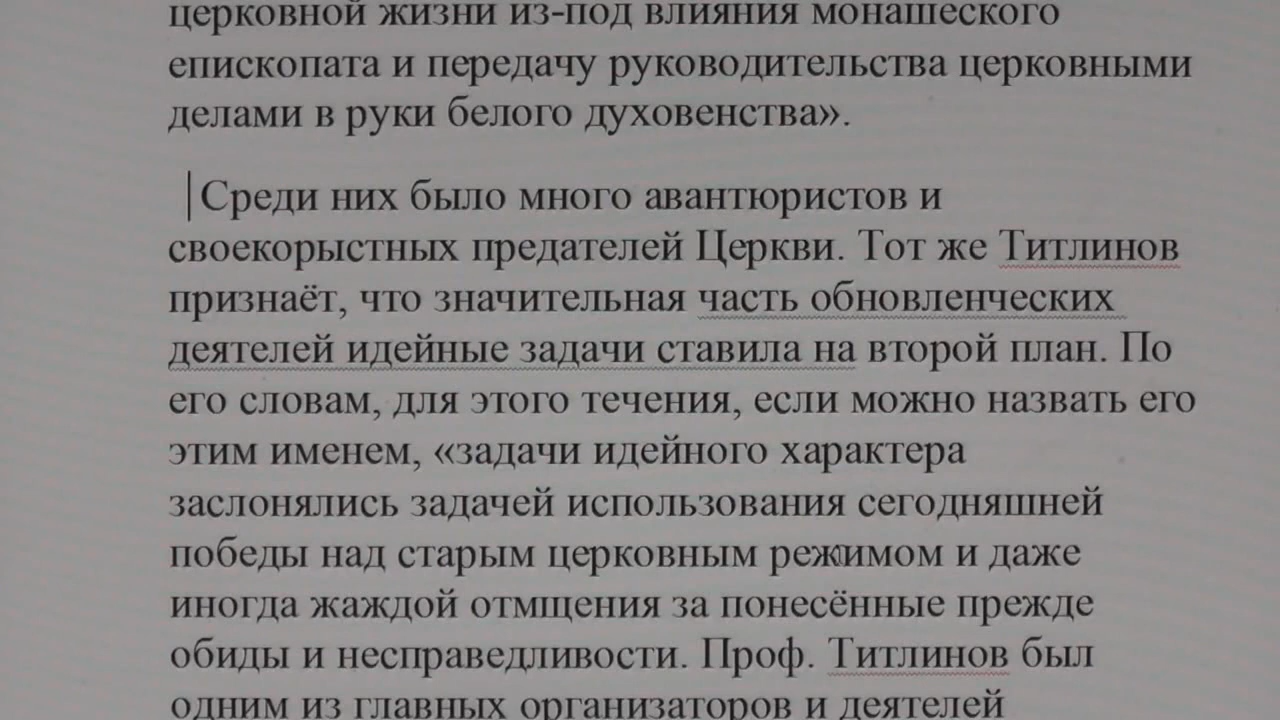 церковной жизни из-под влияния монашеского
епископата и передачу руководительства церковными
делами в руки белого духовенства».
Среди них было много авантюристов и
своекорыстных предателей Церкви. Тот же Титлинов
признаёт, что значительная часть обновленческих
деятелей идейные задачи ставила на второй план. По
его словам, для этого течения, если можно назвать его
этим именем, «задачи идейного характера
заслонялись задачей использования сегодняшней
победы над старым церковным режимом и даже
иногда жаждой отмщения за понесённые прежде
обиды и несправедливости. Проф. Титлинов был
одним из главных организаторов и деятелей